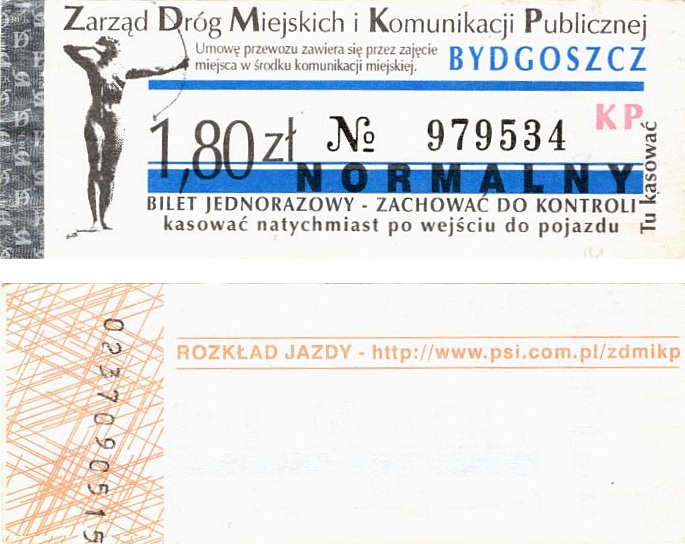 Zarząd Dróg Miejskich i Komunikacji Publicznej
Umowę przewozu zawiera się przez zajęcie
miejsca w środku komunikacji miejskiej.
BYDGOSZCZ
KP
1,80 zł
№ 979534
NORMALNY
BILET JEDNORAZOWY - ZACHOWAĆ DO KONTROLI
kasować natychmiast po wejściu do pojazdu
Tu kasować
0237090515
ROZKŁAD JAZDY - http://www.psi.com.pl/zdmikp